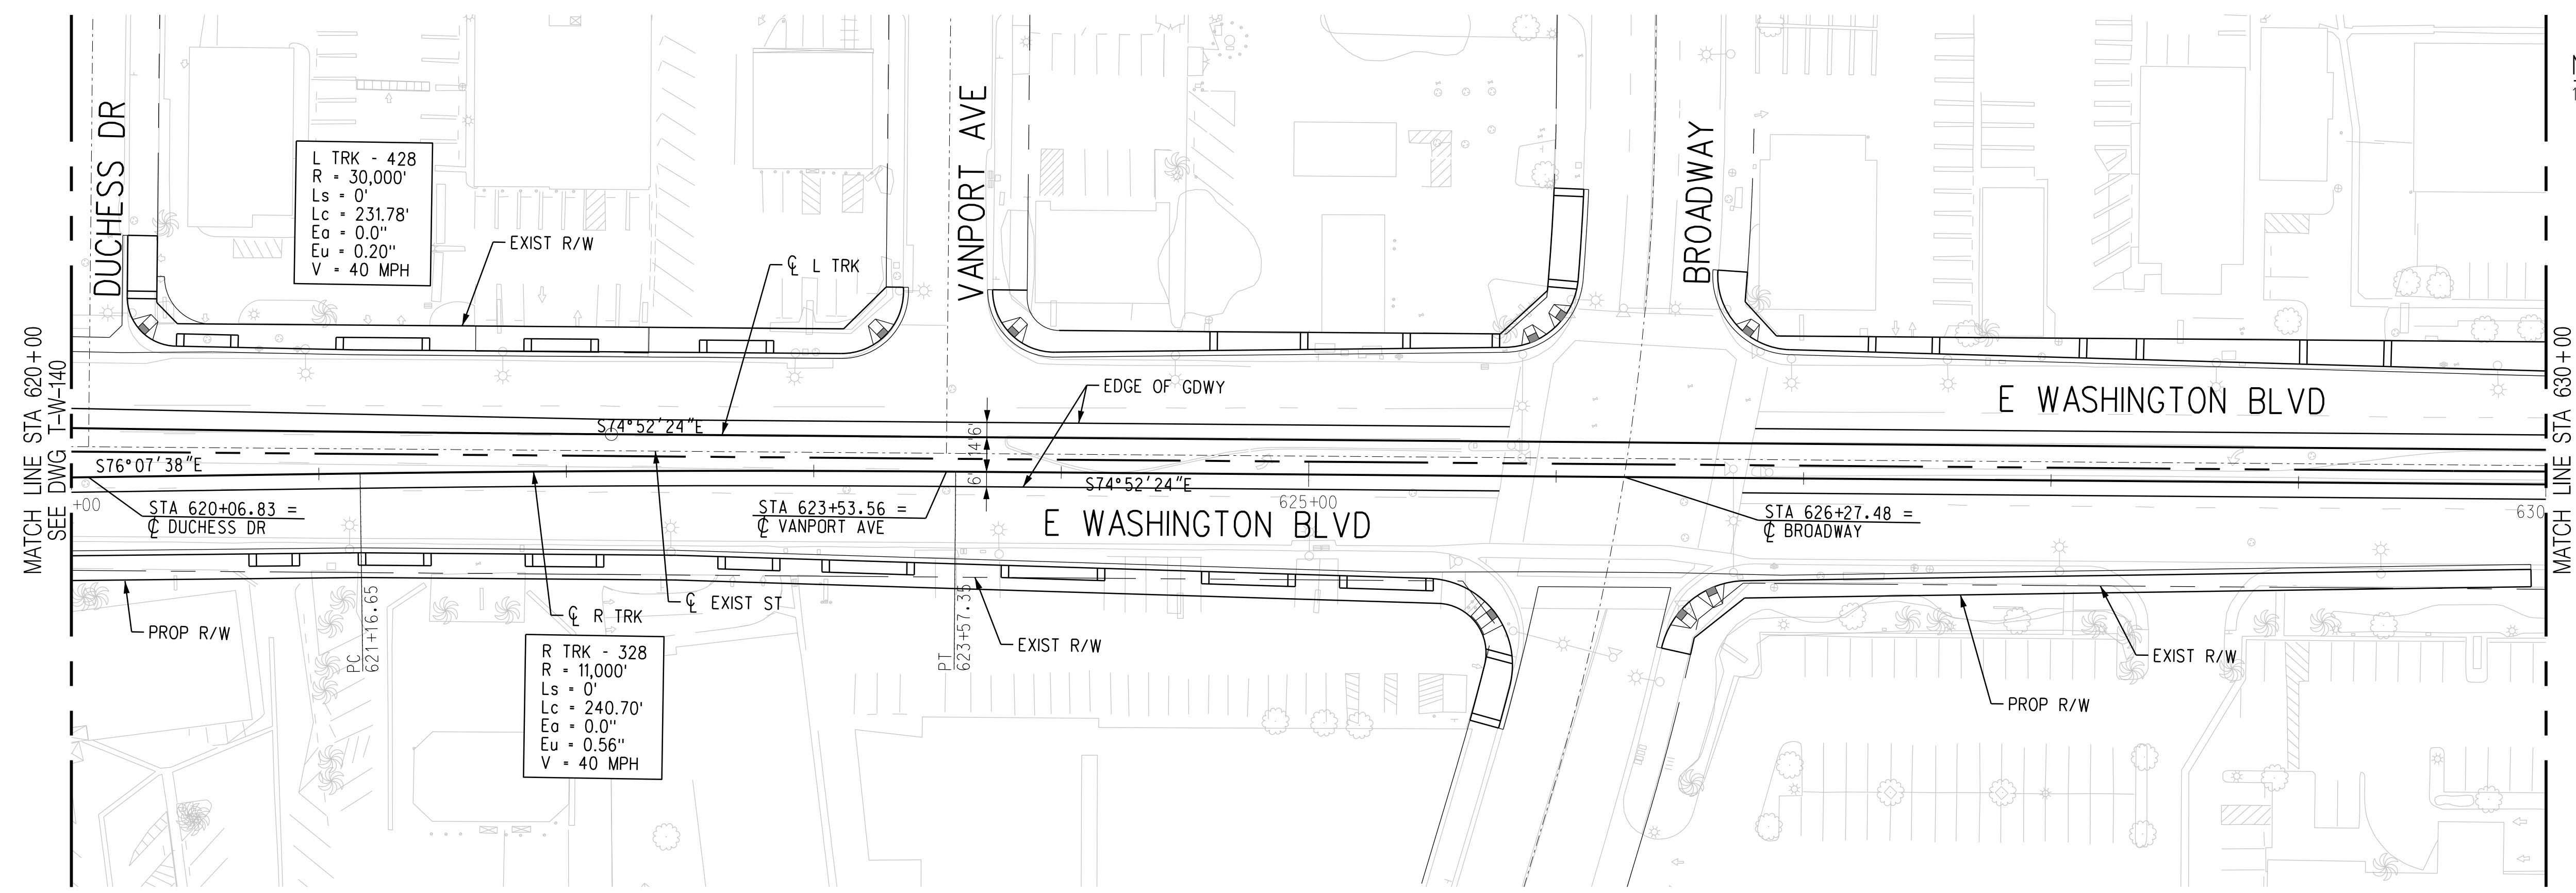 MATCH LINE STA 620+00
SEE DWG T-W-140
DUCHESS DR
L TRK - 428
R = 30,000'
Ls = 0'
Lc = 231.78'
Ea = 0.0"
Eu = 0.20"
V = 40 MPH
EXIST R/W
℄ L TRK
VANPORT AVE
BROADWAY
EDGE OF GDWY
E WASHINGTON BLVD
S74°52'24"E
6'
14'
6'
S76°07'38"E
S74°52'24"E
+00
STA 620+06.83 =
℄ DUCHESS DR
STA 623+53.56 =
℄ VANPORT AVE
625+00
E WASHINGTON BLVD
STA 626+27.48 =
℄ BROADWAY
630
PROP R/W
PC
621+16.65
℄ R TRK
℄ EXIST ST
PT
623+57.35
EXIST R/W
R TRK - 328
R = 11,000'
Ls = 0'
Lc = 240.70'
Ea = 0.0"
Eu = 0.56"
V = 40 MPH
EXIST R/W
PROP R/W
MATCH LINE STA 630+00